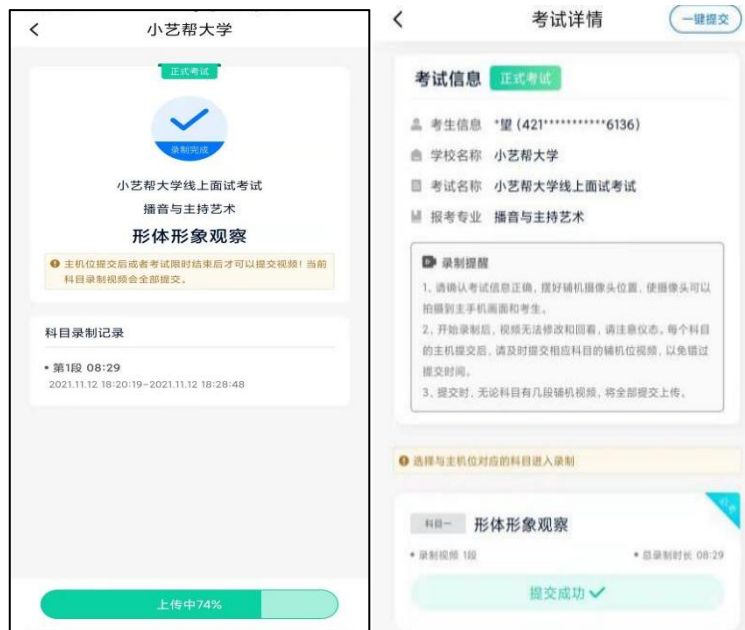 小艺帮大学
正式考试
录制完成
小艺帮大学线上面试考试
播音与主持艺术
形体形象观察
主机位提交后或者考试限时结束后才可以提交视频！当前
科目录制视频会全部提交。
科目录制记录
• 第1段 08:29
2021.11.12 18:20:19~2021.11.12 18:28:48
上传中74%
考试详情
一键提交
考试信息 正式考试
考生信息 *望 (421***********6136)
学校名称 小艺帮大学
考试名称 小艺帮大学线上面试考试
报考专业 播音与主持艺术
录制提醒
1、请确认考试信息正确，摆好辅机摄像头位置，使摄像头可以
拍摄到主手机画面和考生。
2、开始录制后，视频无法修改和回看，请注意仪态。每个科目
的主机提交后，请及时提交相应科目的辅机位视频，以免错过
提交时间。
3、提交时，无论科目有几段辅机视频，将全部提交上传。
选择与主机位对应的科目进入录制
科目一 形体形象观察
• 录制视频 1段
• 总录制时长 08:29
提交成功